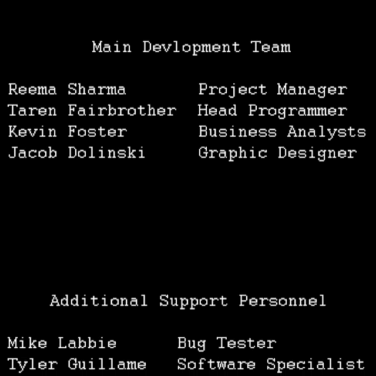 Main Devlopment Team
Reema Sharma Project Manager
Taren Fairbrother Head Programmer
Kevin Foster Business Analysts
Jacob Dolinski Graphic Designer
Additional Support Personnel
Mike Labbie Bug Tester
Tyler Guillame Software Specialist